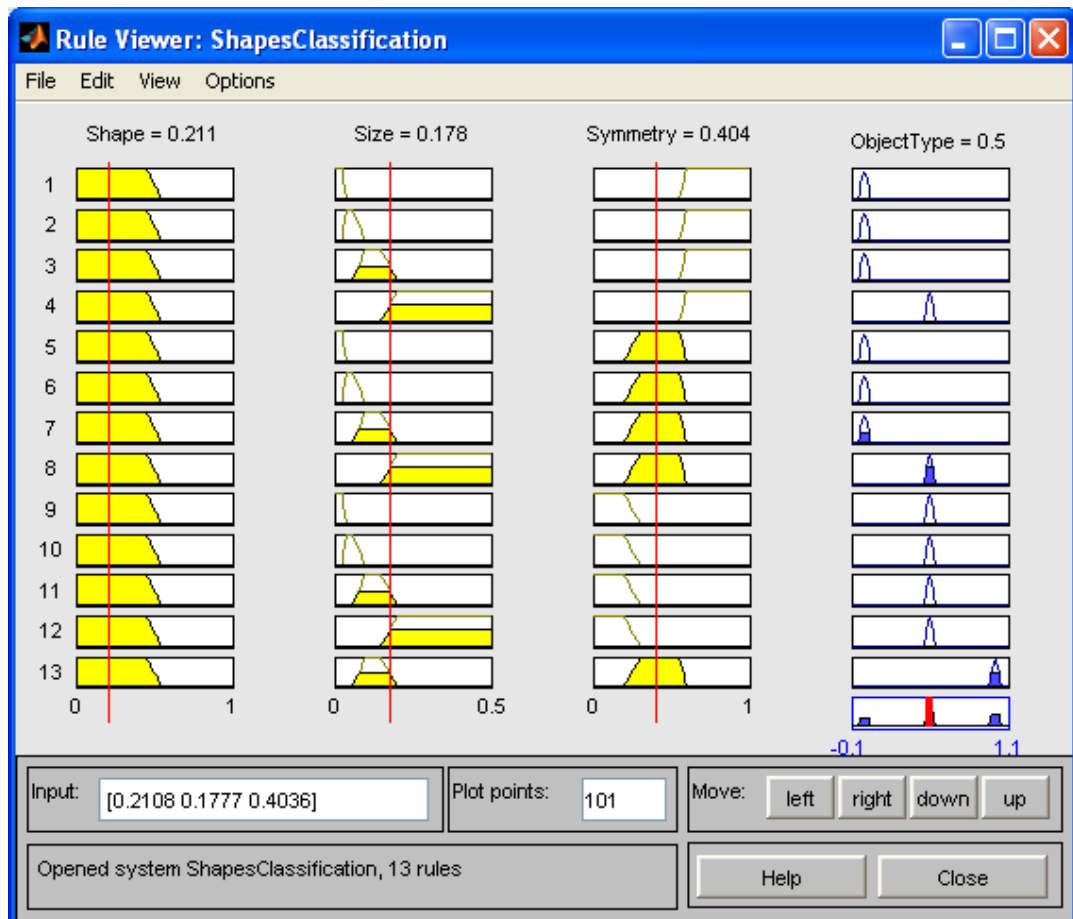 Rule Viewer: ShapesClassification
File Edit View Options
Shape = 0.211 Size = 0.178 Symmetry = 0.404 ObjectType = 0.5
1
2
3
4
5
6
7
8
9
10
11
12
13
0 1 0 0.5 0 1
-0.1 1.1
Input: [0.2108 0.1777 0.4036] Plot points: 101 Move: left right down up
Opened system ShapesClassification, 13 rules Help Close